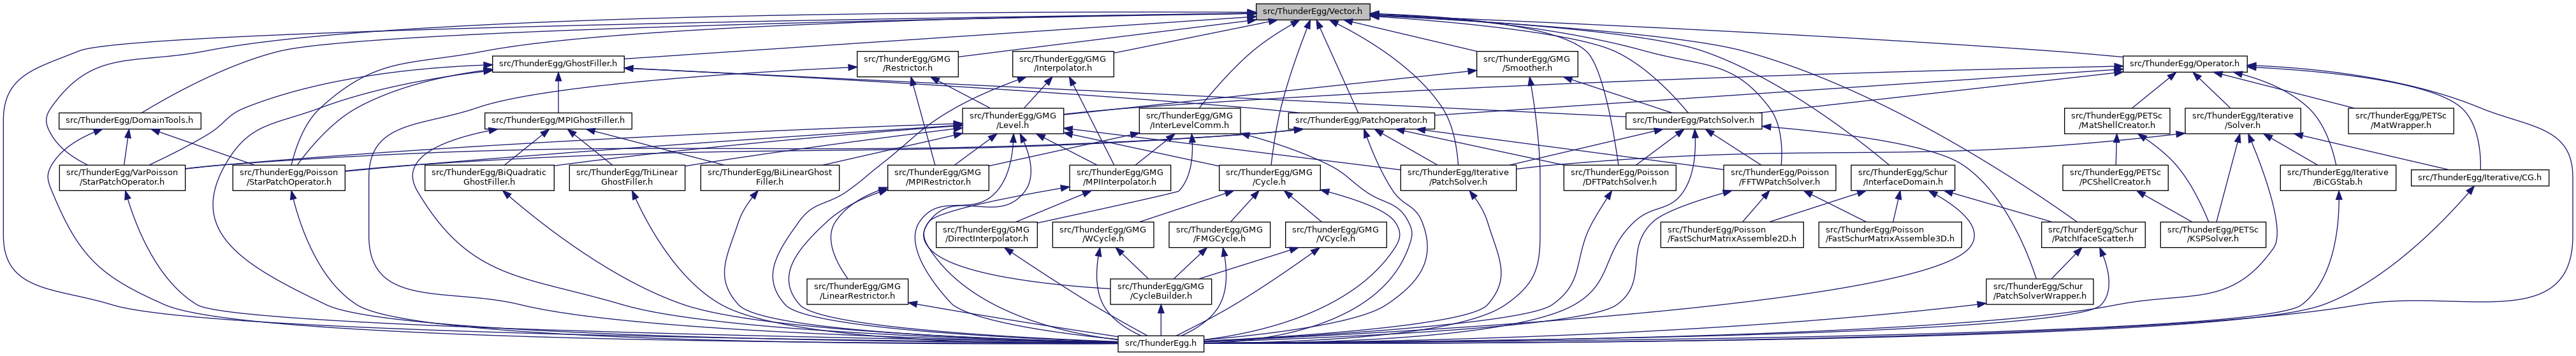 src/ThunderEgg/Vector.h
src/ThunderEgg/GhostFiller.h
src/ThunderEgg/GMG
/Restrictor.h
src/ThunderEgg/GMG
/Interpolator.h
src/ThunderEgg/GMG
/Smoother.h
src/ThunderEgg/Operator.h
src/ThunderEgg/DomainTools.h
src/ThunderEgg/MPIGhostFiller.h
src/ThunderEgg/GMG
/Level.h
src/ThunderEgg/GMG
/InterLevelComm.h
src/ThunderEgg/PatchOperator.h
src/ThunderEgg/PatchSolver.h
src/ThunderEgg/PETSc
/MatShellCreator.h
src/ThunderEgg/Iterative
/Solver.h
src/ThunderEgg/PETSc
/MatWrapper.h
src/ThunderEgg/VarPoisson
/StarPatchOperator.h
src/ThunderEgg/Poisson
/StarPatchOperator.h
src/ThunderEgg/BiQuadratic
GhostFiller.h
src/ThunderEgg/TriLinear
GhostFiller.h
src/ThunderEgg/BiLinearGhost
Filler.h
src/ThunderEgg/GMG
/MPIRestrictor.h
src/ThunderEgg/GMG
/MPIInterpolator.h
src/ThunderEgg/GMG
/Cycle.h
src/ThunderEgg/Iterative
/PatchSolver.h
src/ThunderEgg/Poisson
/DFTPatchSolver.h
src/ThunderEgg/Poisson
/FFTWPatchSolver.h
src/ThunderEgg/Schur
/InterfaceDomain.h
src/ThunderEgg/PETSc
/PCShellCreator.h
src/ThunderEgg/Iterative
/BiCGStab.h
src/ThunderEgg/Iterative/CG.h
src/ThunderEgg/GMG
/DirectInterpolator.h
src/ThunderEgg/GMG
/WCycle.h
src/ThunderEgg/GMG
/FMGCycle.h
src/ThunderEgg/GMG
/VCycle.h
src/ThunderEgg/Poisson
/FastSchurMatrixAssemble2D.h
src/ThunderEgg/Poisson
/FastSchurMatrixAssemble3D.h
src/ThunderEgg/Schur
/PatchIfaceScatter.h
src/ThunderEgg/PETSc
/KSPSolver.h
src/ThunderEgg/GMG
/LinearRestrictor.h
src/ThunderEgg/GMG
/CycleBuilder.h
src/ThunderEgg/Schur
/PatchSolverWrapper.h
src/ThunderEgg.h